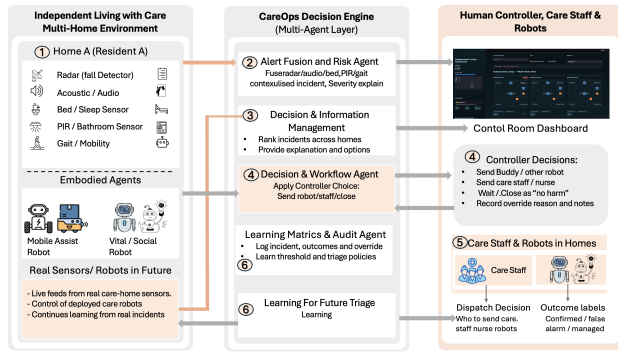 Independent Living with Care
Multi-Home Environment
1 Home A (Resident A)
Radar (fall Detector)
Acoustic / Audio
Bed / Sleep Sensor
PIR / Bathroom Sensor
Gait / Mobility
Embodied Agents
Mobile Assist
Robot
Vital / Social
Robot
Real Sensors/ Robots in Future
- Live feeds from real care-home sensors.
- Control of deployed care robots
- Continues learning from real incidents
CareOps Decision Engine
(Multi-Agent Layer)
2 Alert Fusion and Risk Agent
Fuseradar/audio/bed,PIR/gait
contexulised incident, Severity explain
3 Decision & Information
Management
• Rank incidents across homes
• Provide explanation and options
4 Decision & Workflow Agent
Apply Controller Choice:
Send robot/staff/close
Learning Matrics & Audit Agent
• Log incident, outcomes and override
• Learn threshold and triage policies
6
6 Learning For Future Triage
Learning
Human Controller, Care Staff &
Robots
Contol Room Dashboard
4 Controller Decisions:
• Send Buddy / other robot
• Send care staff / nurse
• Wait /.Close as “no harm”
• Record override reason and notes
5 Care Staff & Robots in Homes
Care Staff
Dispatch Decision
Who to send care.
staff nurse robots
Outcome labels
Confirmed / false
alarm / managed